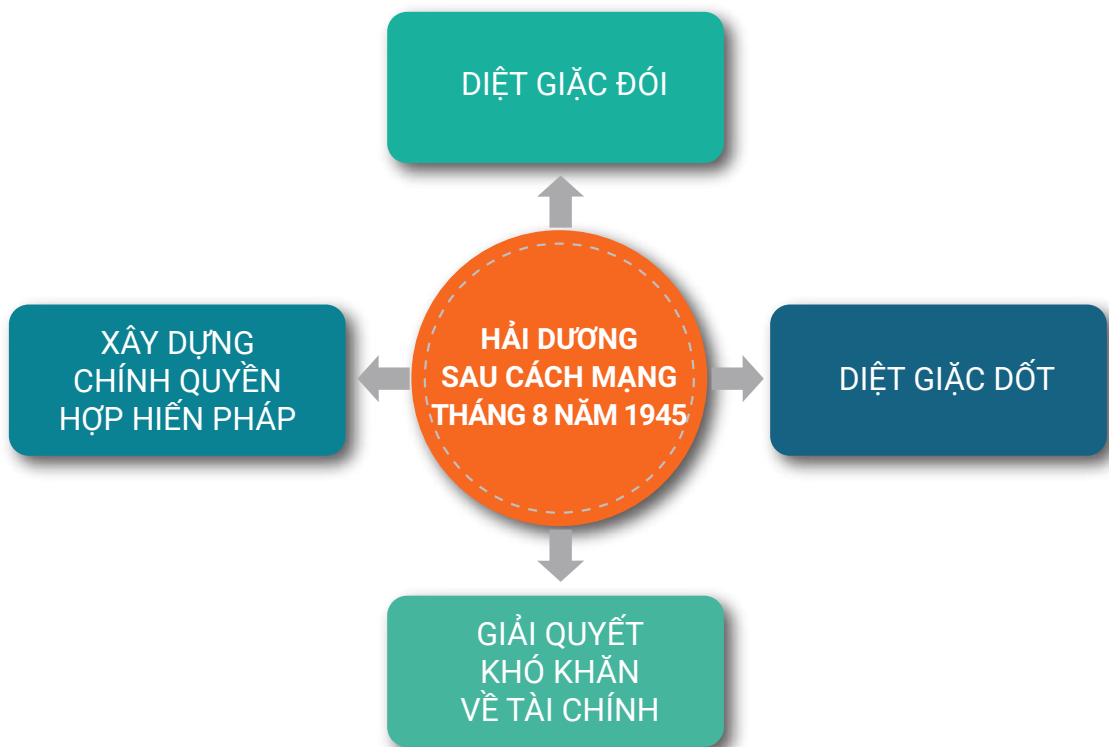 DIỆT GIẶC ĐÓI
XÂY DỰNG
CHÍNH QUYỀN
HỢP HIẾN PHÁP
HẢI DƯƠNG
SAU CÁCH MẠNG
THÁNG 8 NĂM 1945
DIỆT GIẶC DỐT
GIẢI QUYẾT
KHÓ KHĂN
VỀ TÀI CHÍNH